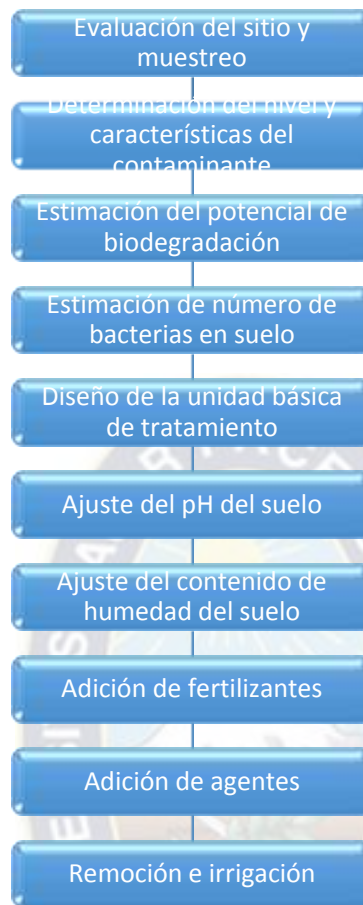 Evaluación del sitio y
muestreo
Determinación del nivel y
características del
contaminante
Estimación del potencial de
biodegradación
Estimación de número de
bacterias en suelo
Diseño de la unidad básica
de tratamiento
Ajuste del pH del suelo
Ajuste del contenido de
humedad del suelo
Adición de fertilizantes
Adición de agentes
Remoción e irrigación